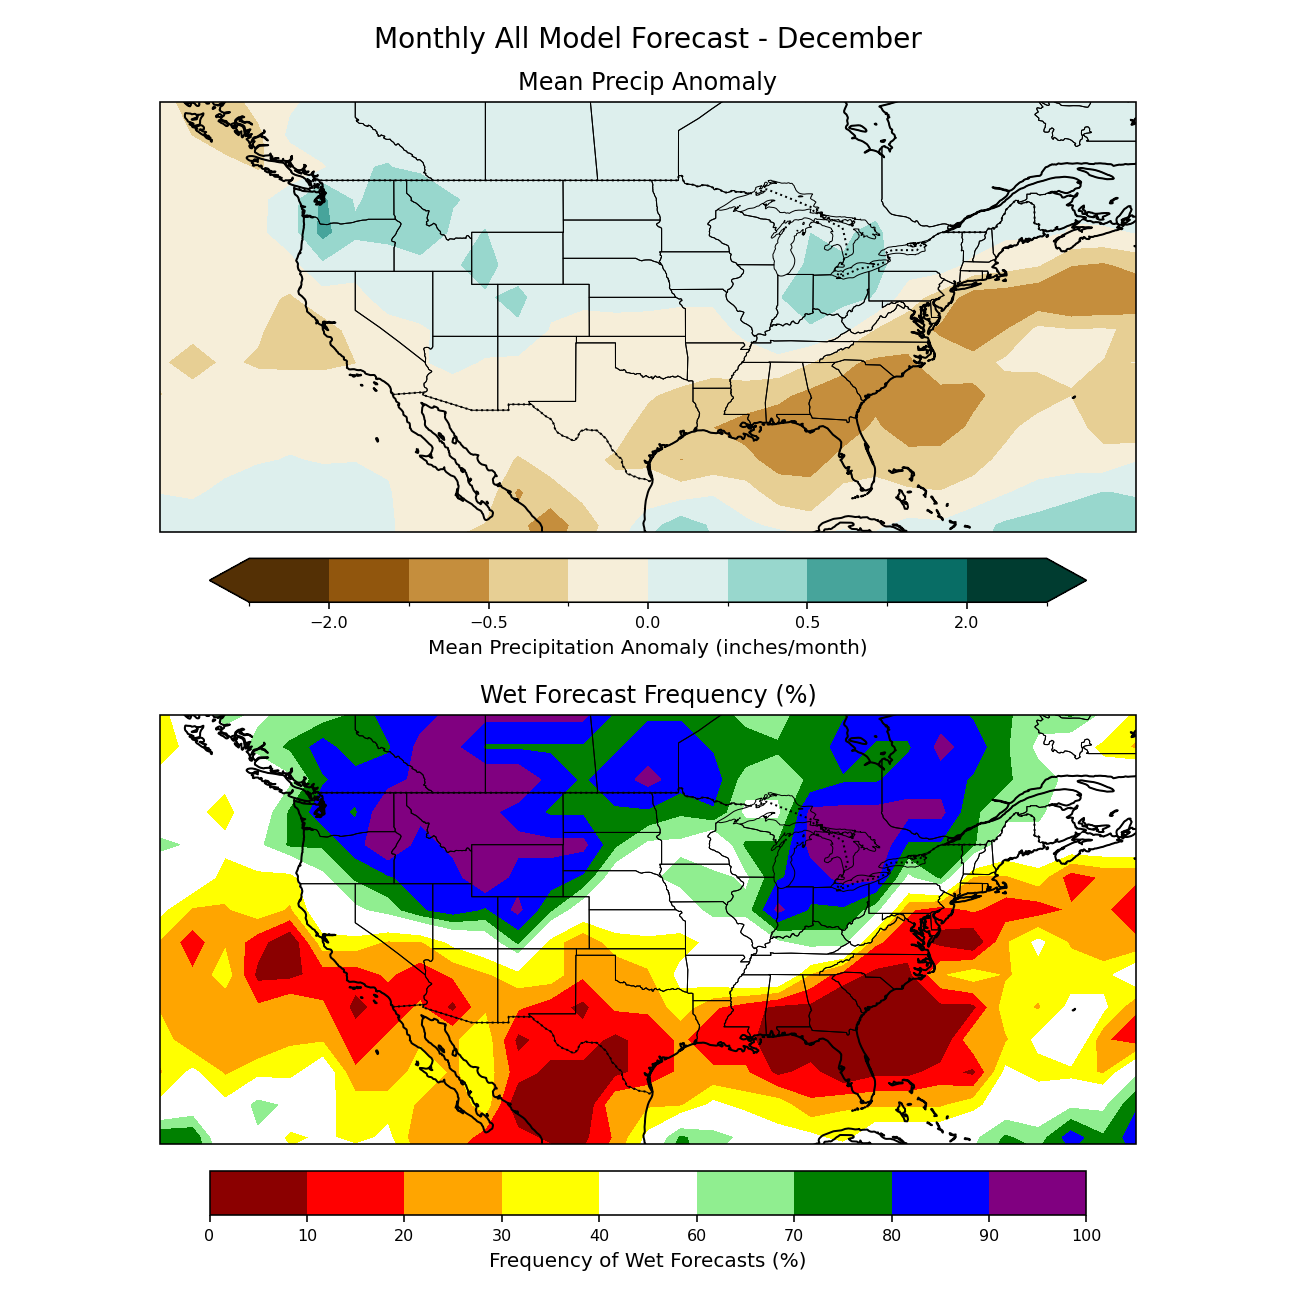 Monthly All Model Forecast - December
Mean Precip Anomaly
−2.0 −0.5 0.0 0.5 2.0
Mean Precipitation Anomaly (inches/month)
Wet Forecast Frequency (%)
0 10 20 30 40 60 70 80 90 100
Frequency of Wet Forecasts (%)